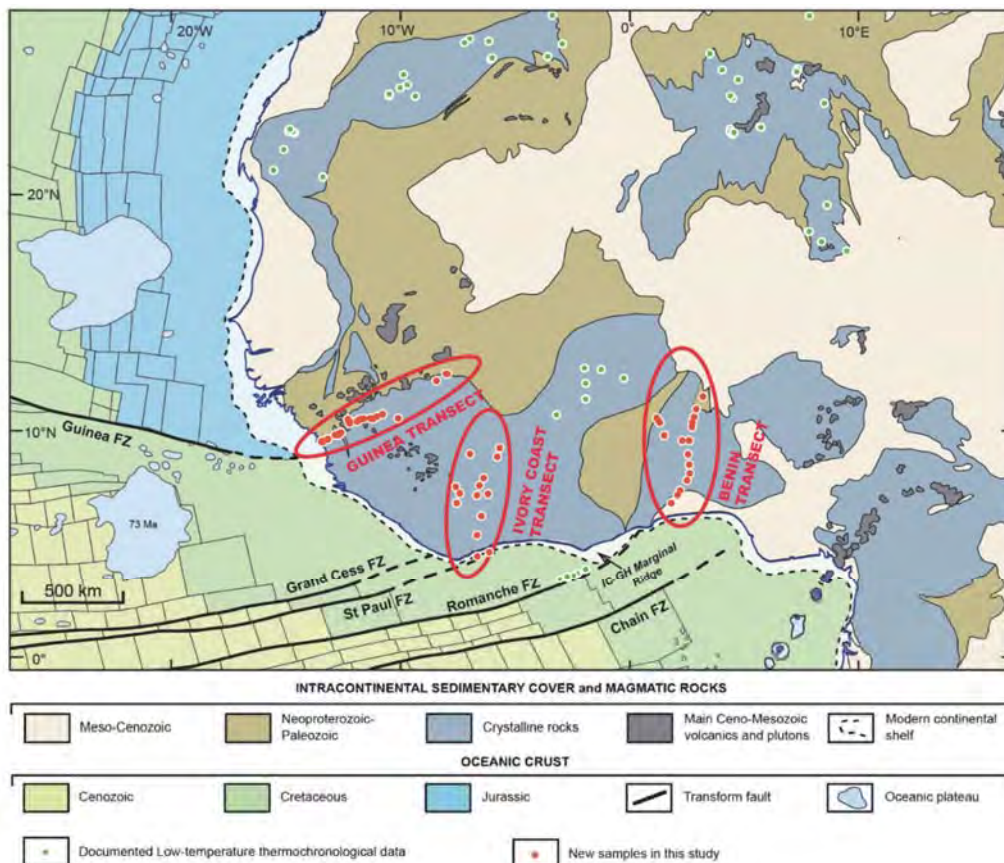 20°W
10°W
0°
10°E
20°N
10°N
Guinea FZ
GUINEA TRANSECT
IVORY COAST
TRANSECT
BENIN
TRANSECT
73 Ma
500 km
Grand Cess FZ
St Paul FZ
Romanche FZ
IC-GH Marginal
Ridge
Chain FZ
0°
INTRACONTINENTAL SEDIMENTARY COVER and MAGMATIC ROCKS
Meso-Cenozoic
Neoproterozoic-
Paleozoic
Crystalline rocks
Main Ceno-Mesozoic
volcanics and plutons
Modern continental
shelf
OCEANIC CRUST
Cenozoic
Cretaceous
Jurassic
Transform fault
Oceanic plateau
Documented Low-temperature thermochronological data
New samples in this study